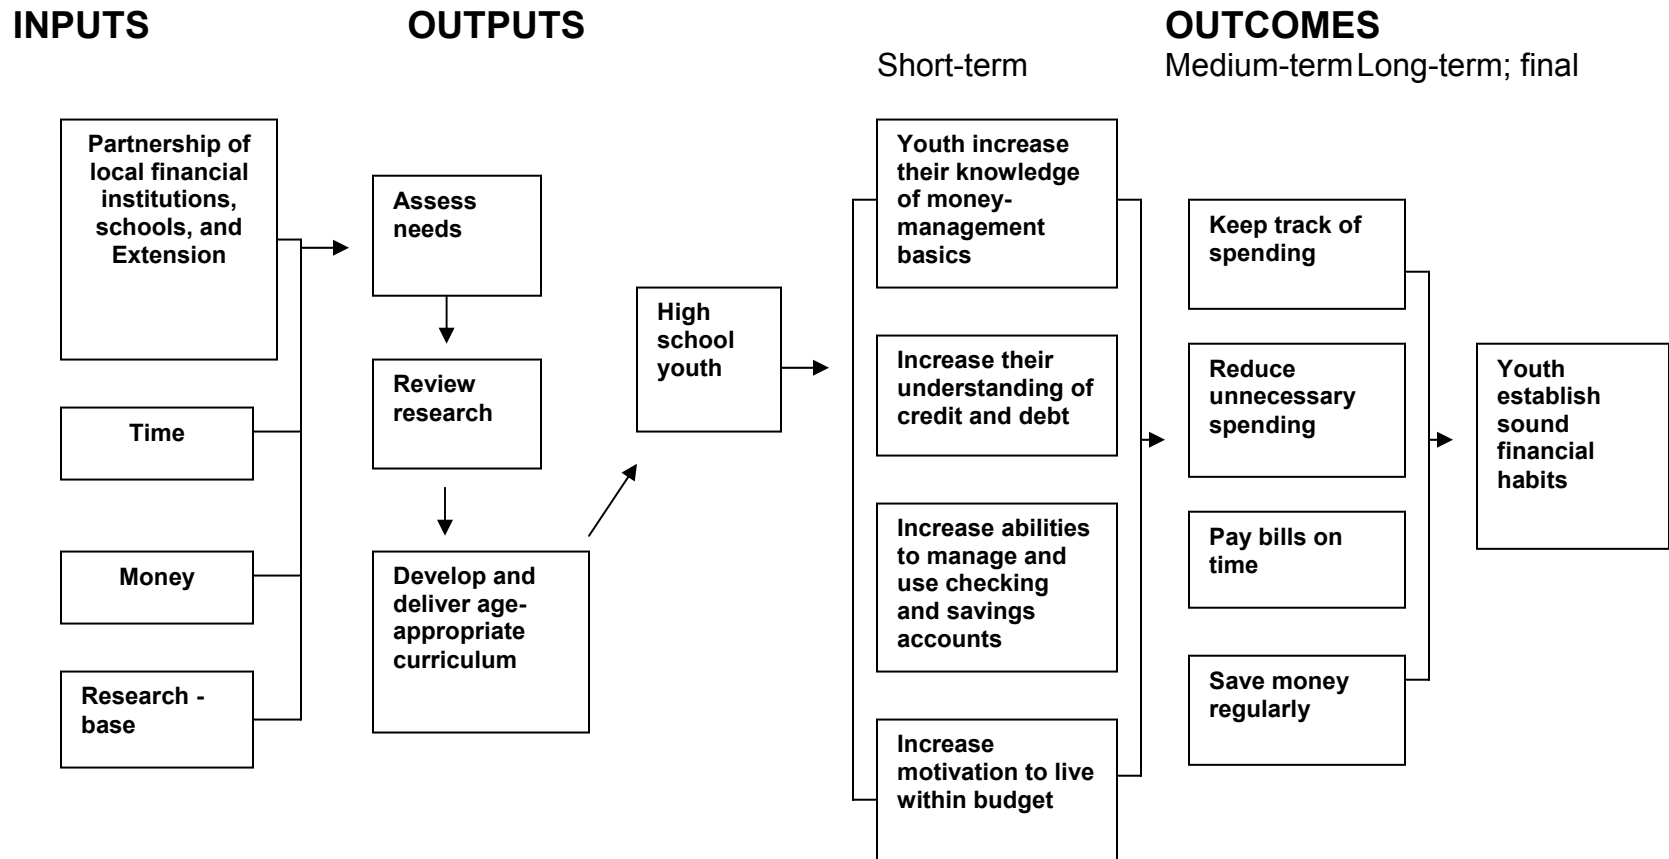 INPUTS
OUTPUTS
OUTCOMES
Short-term
Medium-term Long-term; final
Partnership of
local financial
institutions,
schools, and
Extension
Time
Money
Research -
base
Assess
needs
Review
research
Develop and
deliver age-
appropriate
curriculum
High
school
youth
Youth increase
their knowledge
of money-
management
basics
Increase their
understanding of
credit and debt
Increase abilities
to manage and
use checking
and savings
accounts
Increase
motivation to live
within budget
Keep track of
spending
Reduce
unnecessary
spending
Pay bills on
time
Save money
regularly
Youth
establish
sound
financial
habits